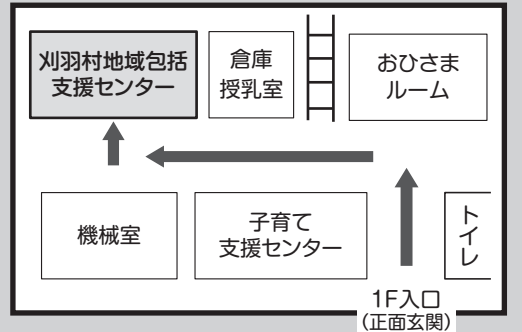 刈羽村地域包括
支援センター
倉庫
授乳室
おひさま
ルーム
機械室
子育て
支援センター
トイレ
1F入口
(正面玄関)